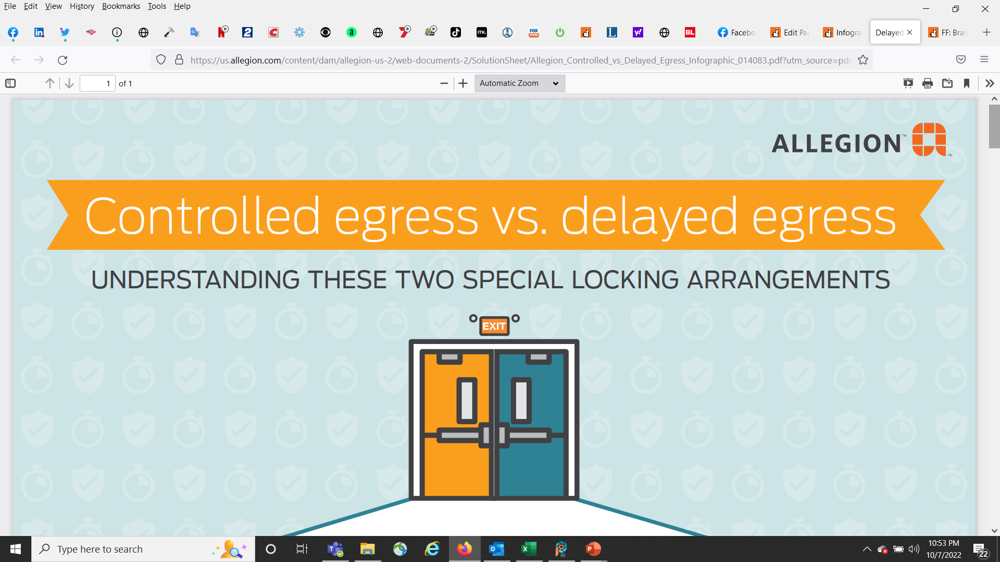 File Edit View History Bookmarks Tools Help
Facebo Edit Pa Infogra Delayed FF: Brai
https://us.allegion.com/content/dam/allegion-us-2/web-documents-2/SolutionSheet/Allegion_Controlled_vs_Delayed_Egress_Infographic_014083.pdf?utm_source=pdc
1 of 1 Automatic Zoom
ALLEGION™
Controlled egress vs. delayed egress
UNDERSTANDING THESE TWO SPECIAL LOCKING ARRANGEMENTS
EXIT
Type here to search
10:53 PM
10/7/2022
22